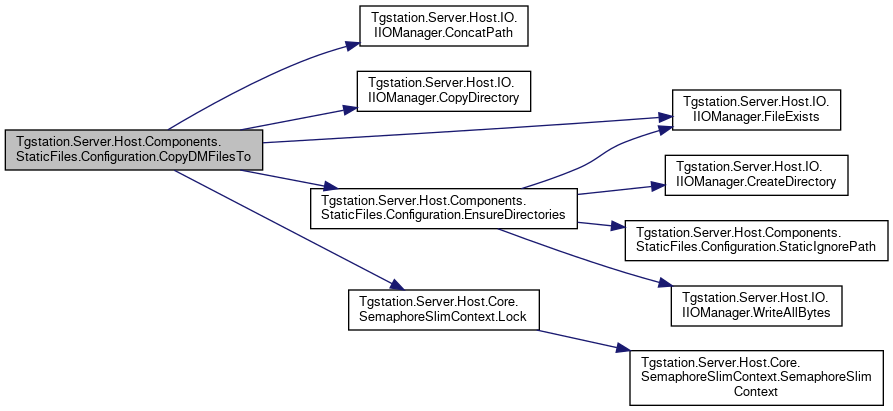 Tgstation.Server.Host.IO.
IIOManager.ConcatPath
Tgstation.Server.Host.IO.
IIOManager.CopyDirectory
Tgstation.Server.Host.IO.
IIOManager.FileExists
Tgstation.Server.Host.Components.
StaticFiles.Configuration.CopyDMFilesTo
Tgstation.Server.Host.IO.
IIOManager.CreateDirectory
Tgstation.Server.Host.Components.
StaticFiles.Configuration.EnsureDirectories
Tgstation.Server.Host.Components.
StaticFiles.Configuration.StaticIgnorePath
Tgstation.Server.Host.IO.
IIOManager.WriteAllBytes
Tgstation.Server.Host.Core.
SemaphoreSlimContext.Lock
Tgstation.Server.Host.Core.
SemaphoreSlimContext.SemaphoreSlim
Context